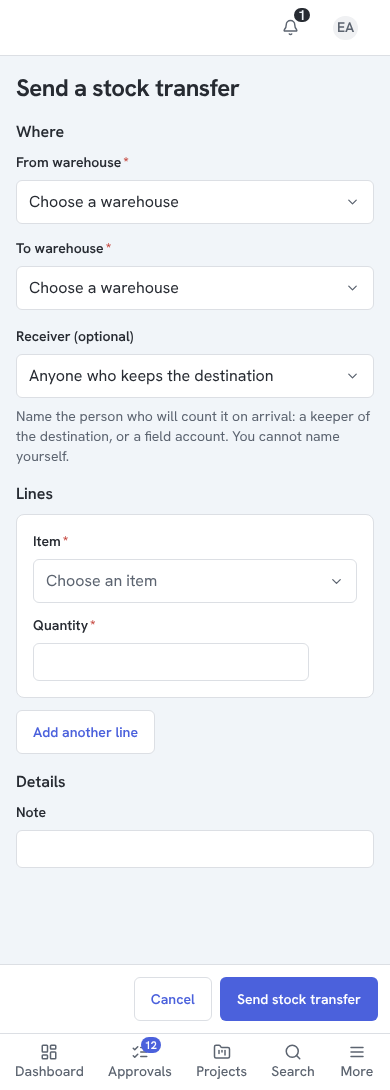 1
EA
Send a stock transfer
Where
From warehouse*
Choose a warehouse
To warehouse*
Choose a warehouse
Receiver (optional)
Anyone who keeps the destination
Name the person who will count it on arrival: a keeper of
the destination, or a field account. You cannot name
yourself.
Lines
Item*
Choose an item
Quantity*
Add another line
Details
Note
Cancel
Send stock transfer
12
Dashboard
Approvals
Projects
Search
More